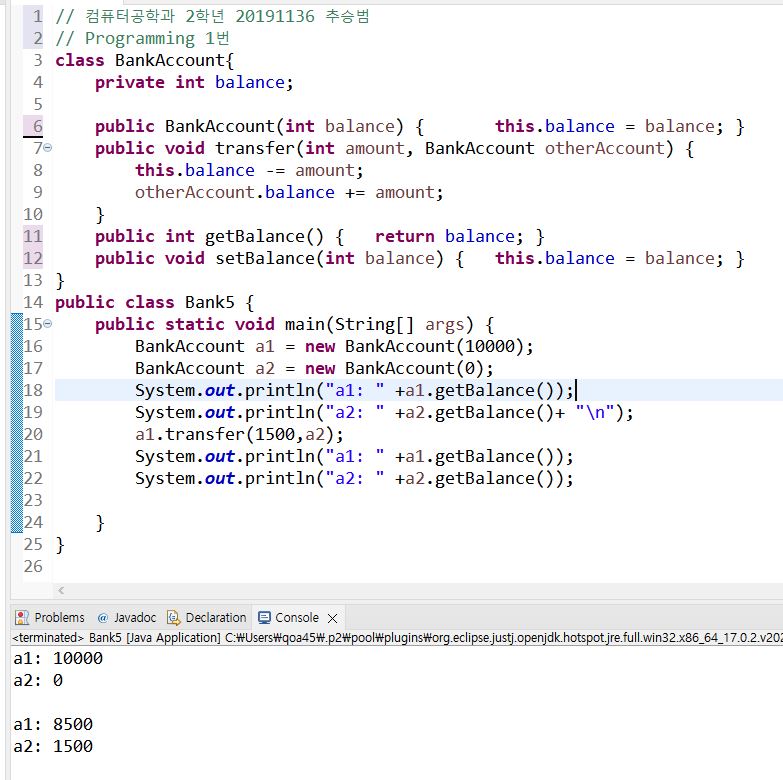 1 // 컴퓨터공학과 2학년 20191136 추승범
2 // Programming 1번
3 class BankAccount{
4     private int balance;
5
6     public BankAccount(int balance) {       this.balance = balance; }
7     public void transfer(int amount, BankAccount otherAccount) {
8         this.balance -= amount;
9         otherAccount.balance += amount;
10     }
11     public int getBalance() {   return balance; }
12     public void setBalance(int balance) {   this.balance = balance; }
13 }
14 public class Bank5 {
15     public static void main(String[] args) {
16         BankAccount a1 = new BankAccount(10000);
17         BankAccount a2 = new BankAccount(0);
18         System.out.println("a1: " +a1.getBalance());
19         System.out.println("a2: " +a2.getBalance()+ "\n");
20         a1.transfer(1500,a2);
21         System.out.println("a1: " +a1.getBalance());
22         System.out.println("a2: " +a2.getBalance());
23
24     }
25 }
26
Problems @ Javadoc Declaration Console
<terminated> Bank5 [Java Application] C:₩Users₩qoa45₩.p2₩pool₩plugins₩org.eclipse.justj.openjdk.hotspot.jre.full.win32.x86_64_17.0.2.v202
a1: 10000
a2: 0

a1: 8500
a2: 1500